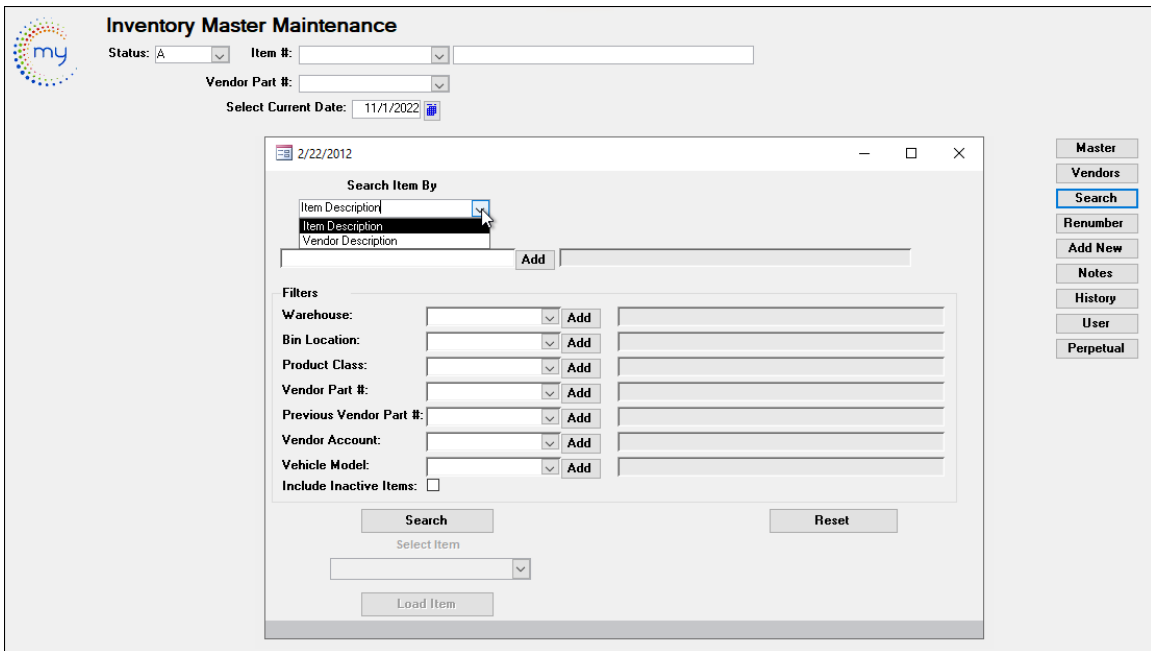 my
Inventory Master Maintenance
Status: A Item #:
Vendor Part #:
Select Current Date: 11/1/2022
2/22/2012
Search Item By
Item Description
Item Description
Vendor Description
Add
Filters
Warehouse: Add
Bin Location: Add
Product Class: Add
Vendor Part #: Add
Previous Vendor Part #: Add
Vendor Account: Add
Vehicle Model: Add
Include Inactive Items:
Search Reset
Select Item
Load Item
Master
Vendors
Search
Renumber
Add New
Notes
History
User
Perpetual